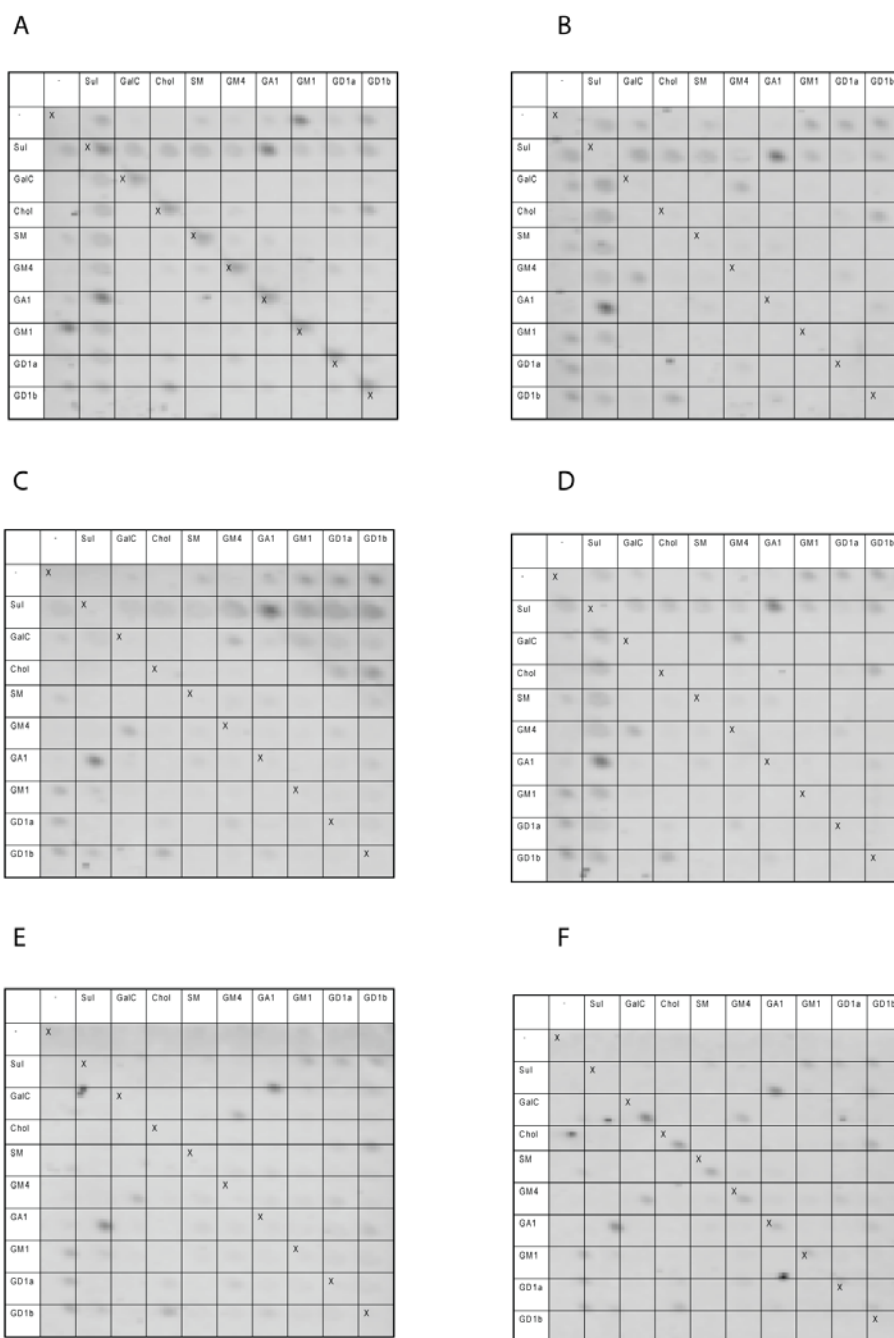 A
- Sul GalC Chol SM GM4 GA1 GM1 GD1a GD1b
- X
Sul X
GalC X
Chol X
SM X
GM4 X
GA1 X
GM1 X
GD1a X
GD1b X
B
- Sul GalC Chol SM GM4 GA1 GM1 GD1a GD1b
- X
Sul X
GalC X
Chol X
SM X
GM4 X
GA1 X
GM1 X
GD1a X
GD1b X
C
- Sul GalC Chol SM GM4 GA1 GM1 GD1a GD1b
- X
Sul X
GalC X
Chol X
SM X
GM4 X
GA1 X
GM1 X
GD1a X
GD1b X
D
- Sul GalC Chol SM GM4 GA1 GM1 GD1a GD1b
- X
Sul X
GalC X
Chol X
SM X
GM4 X
GA1 X
GM1 X
GD1a X
GD1b X
E
- Sul GalC Chol SM GM4 GA1 GM1 GD1a GD1b
- X
Sul X
GalC X
Chol X
SM X
GM4 X
GA1 X
GM1 X
GD1a X
GD1b X
F
- Sul GalC Chol SM GM4 GA1 GM1 GD1a GD1b
- X
Sul X
GalC X
Chol X
SM X
GM4 X
GA1 X
GM1 X
GD1a X
GD1b X